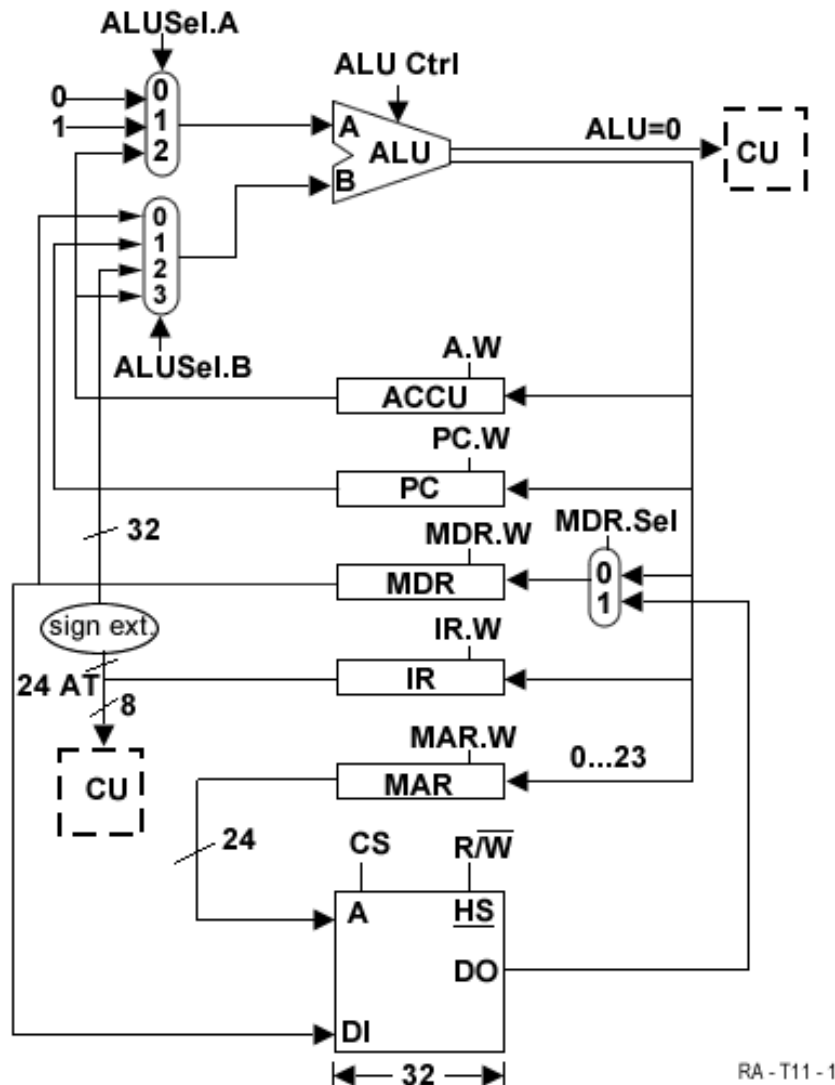 ALUSel.A
ALU Ctrl
0
1
0
1
2
A
ALU
B
ALU=0
CU
0
1
2
3
ALUSel.B
A.W
ACCU
PC.W
PC
32
MDR.W
MDR.Sel
MDR
0
1
sign ext.
IR.W
24 AT
IR
8
MAR.W
0...23
CU
MAR
24
CS
R/W
A
HS
DO
DI
32
RA - T11 - 1